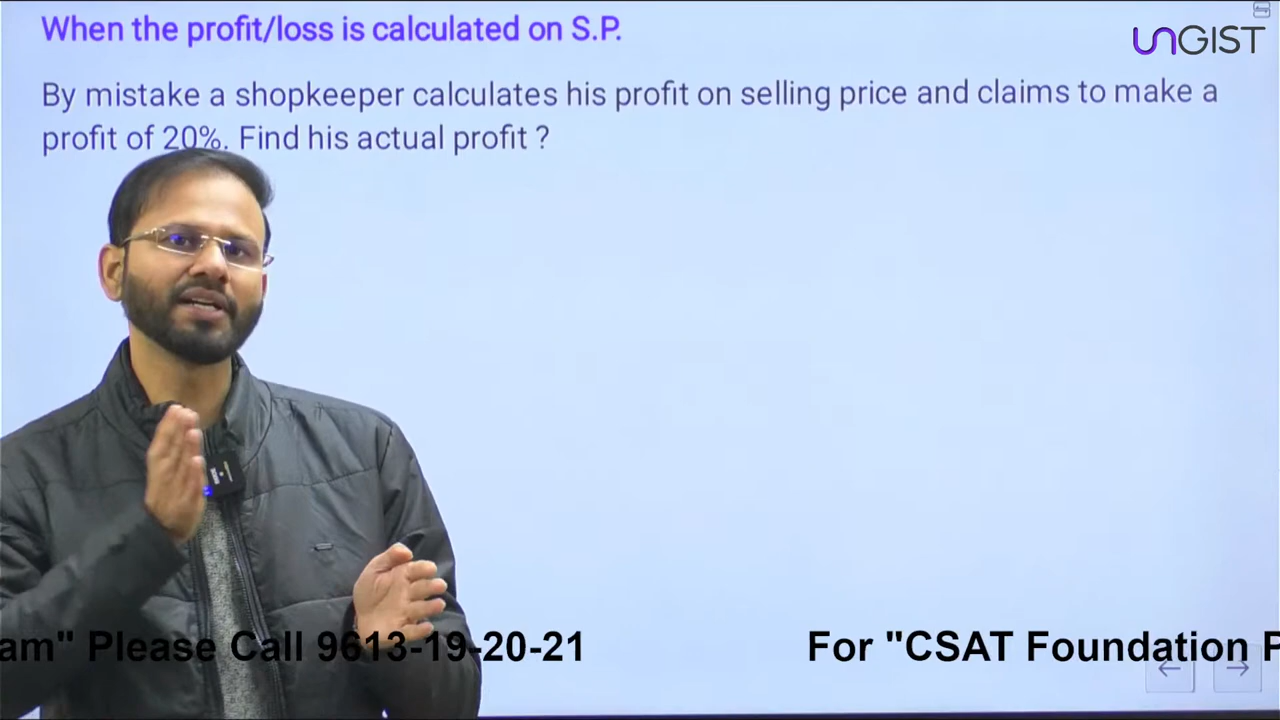 When the profit/loss is calculated on S.P.
UNGIST
By mistake a shopkeeper calculates his profit on selling price and claims to make a
profit of 20%. Find his actual profit ?
am" Please Call 9613-19-20-21 For "CSAT Foundation P